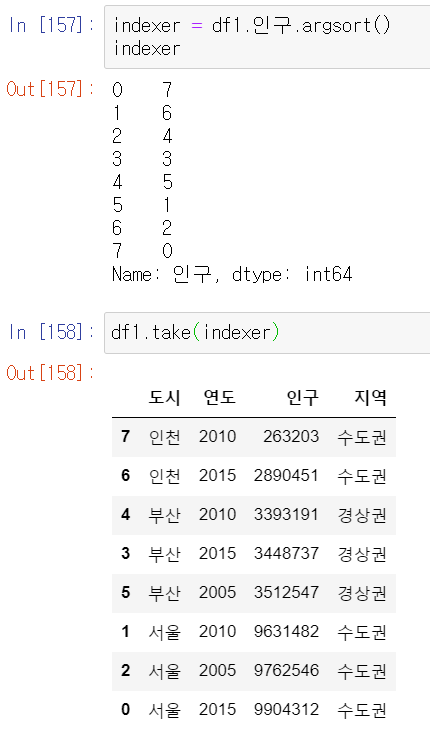 In [157]: indexer = df1.인구.argsort()
indexer
Out[157]: 0 7
1 6
2 4
3 3
4 5
5 1
6 2
7 0
Name: 인구, dtype: int64
In [158]: df1.take(indexer)
Out[158]:
도시 연도 인구 지역
7 인천 2010 263203 수도권
6 인천 2015 2890451 수도권
4 부산 2010 3393191 경상권
3 부산 2015 3448737 경상권
5 부산 2005 3512547 경상권
1 서울 2010 9631482 수도권
2 서울 2005 9762546 수도권
0 서울 2015 9904312 수도권